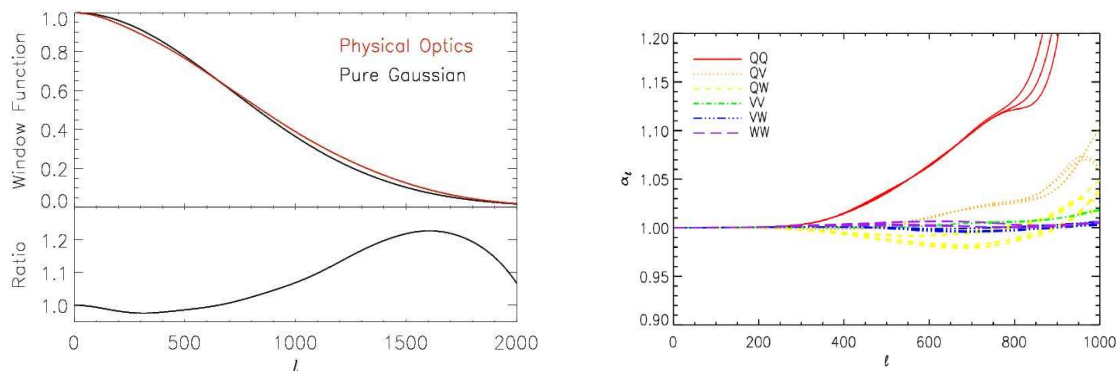 Window Function
1.0
0.8
0.6
0.4
0.2
0.0
Physical Optics
Pure Gaussian
Ratio
1.2
1.1
1.0
0
500
1000
1500
2000
l
αℓ
1.20
1.15
1.10
1.05
1.00
0.95
0.90
QQ
QV
QW
VV
VW
WW
0
200
400
600
800
1000
ℓ